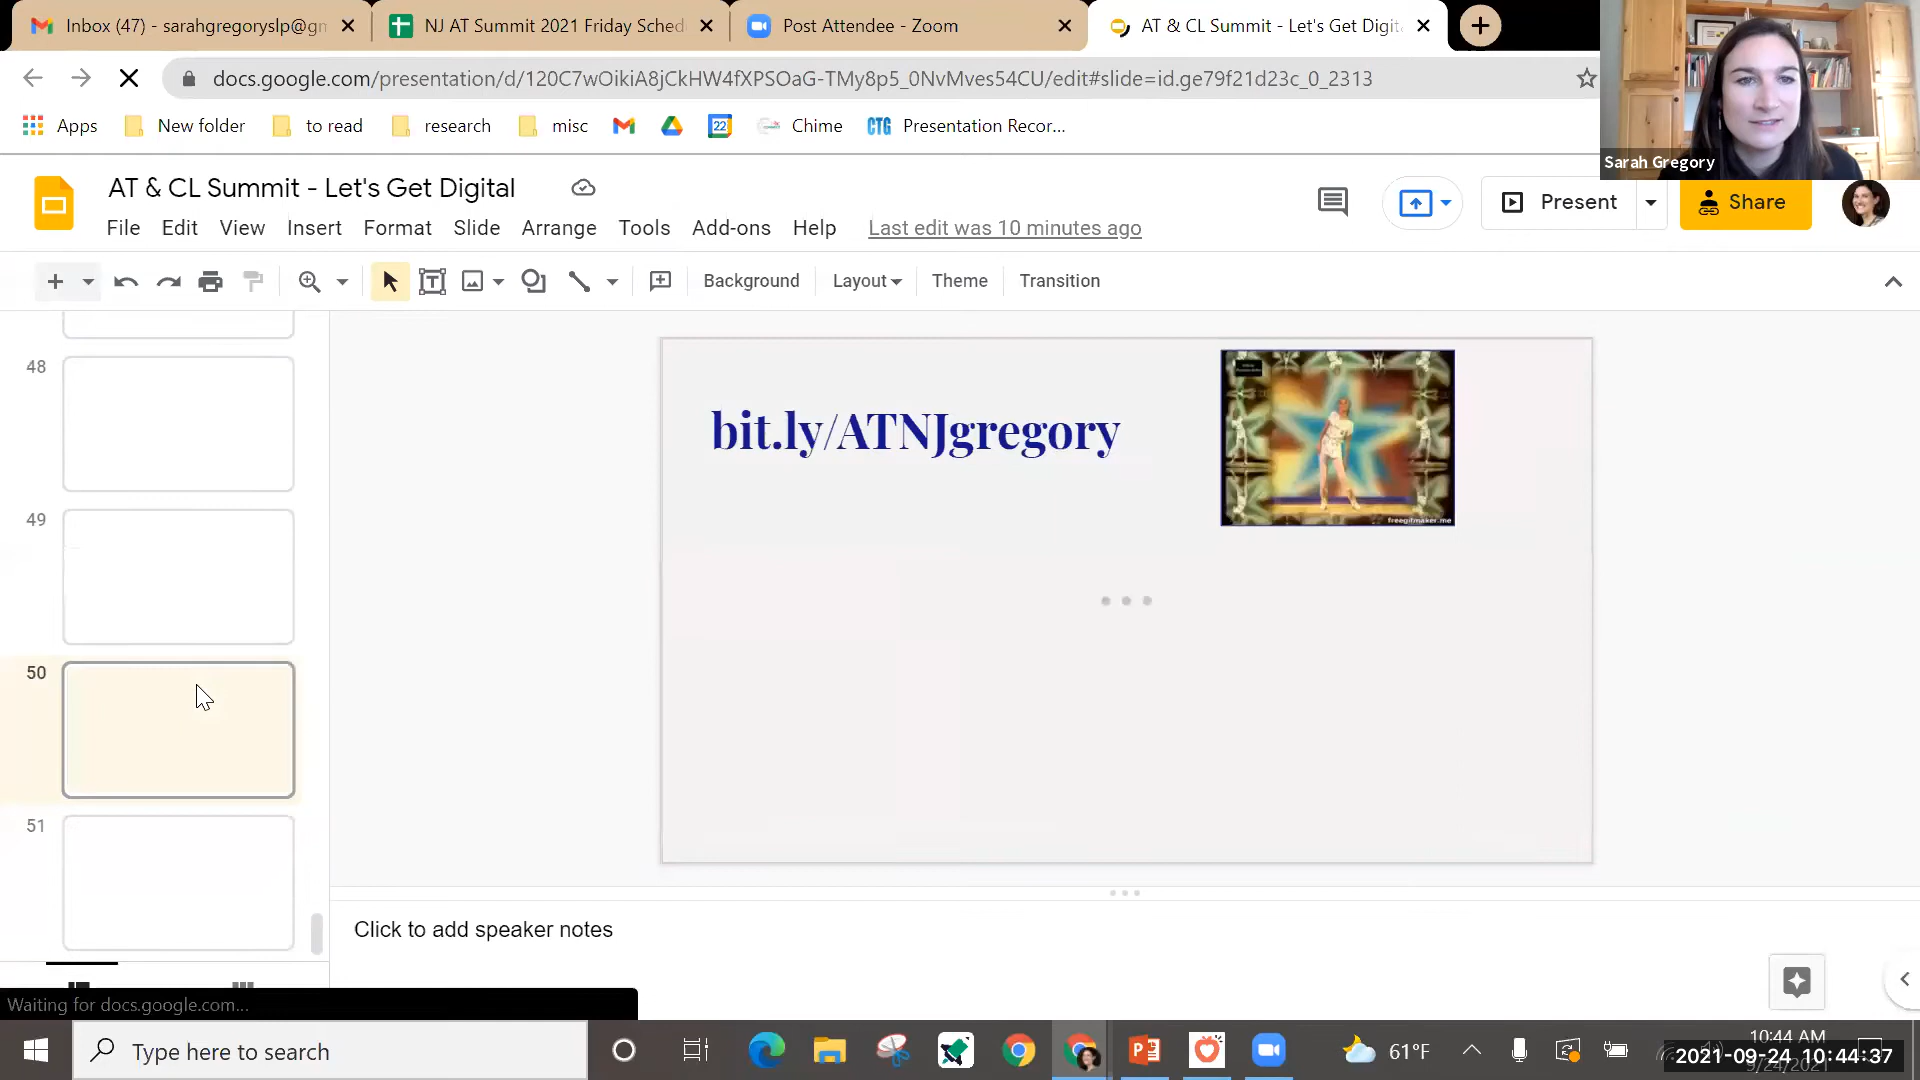 Inbox (47) - sarahgregoryslp@gm
NJ AT Summit 2021 Friday Sched
Post Attendee - Zoom
AT & CL Summit - Let's Get Digit
docs.google.com/presentation/d/120C7wOikiA8jCkHW4fXPSOaG-TMy8p5_0NvMves54CU/edit#slide=id.ge79f21d23c_0_2313
Apps
New folder
to read
research
misc
22
Chime
CTG
Presentation Recor...
Sarah Gregory
AT & CL Summit - Let's Get Digital
Present
Share
File Edit View Insert Format Slide Arrange Tools Add-ons Help Last edit was 10 minutes ago
Background Layout Theme Transition
48
49
50
51
bit.ly/ATNJgregory
freegifmaker.me
Click to add speaker notes
Waiting for docs.google.com...
Type here to search
61°F
10:44 AM
2021-09-24 10:44:37